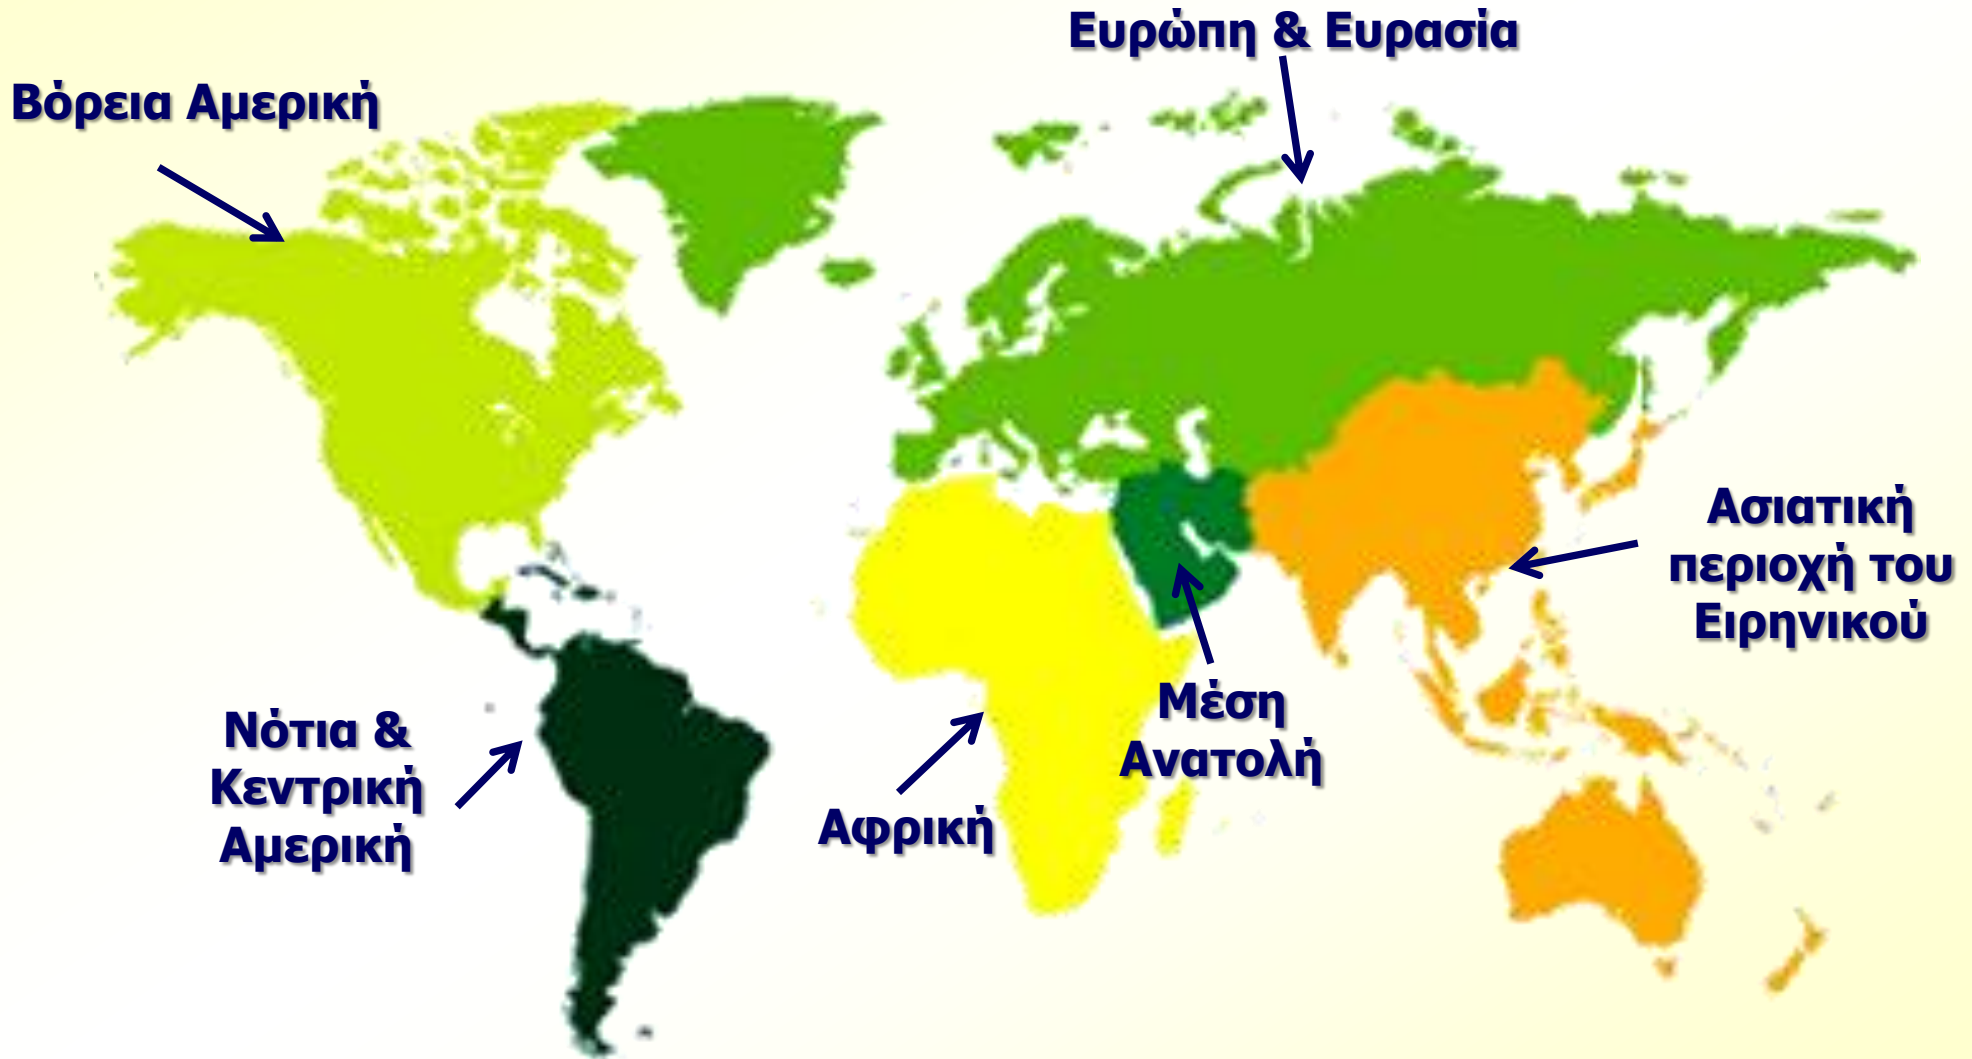 Ευρώπη & Ευρασία
Βόρεια Αμερική
Ασιατική
περιοχή του
Ειρηνικού
Μέση
Ανατολή
Νότια &
Κεντρική
Αμερική
Αφρική